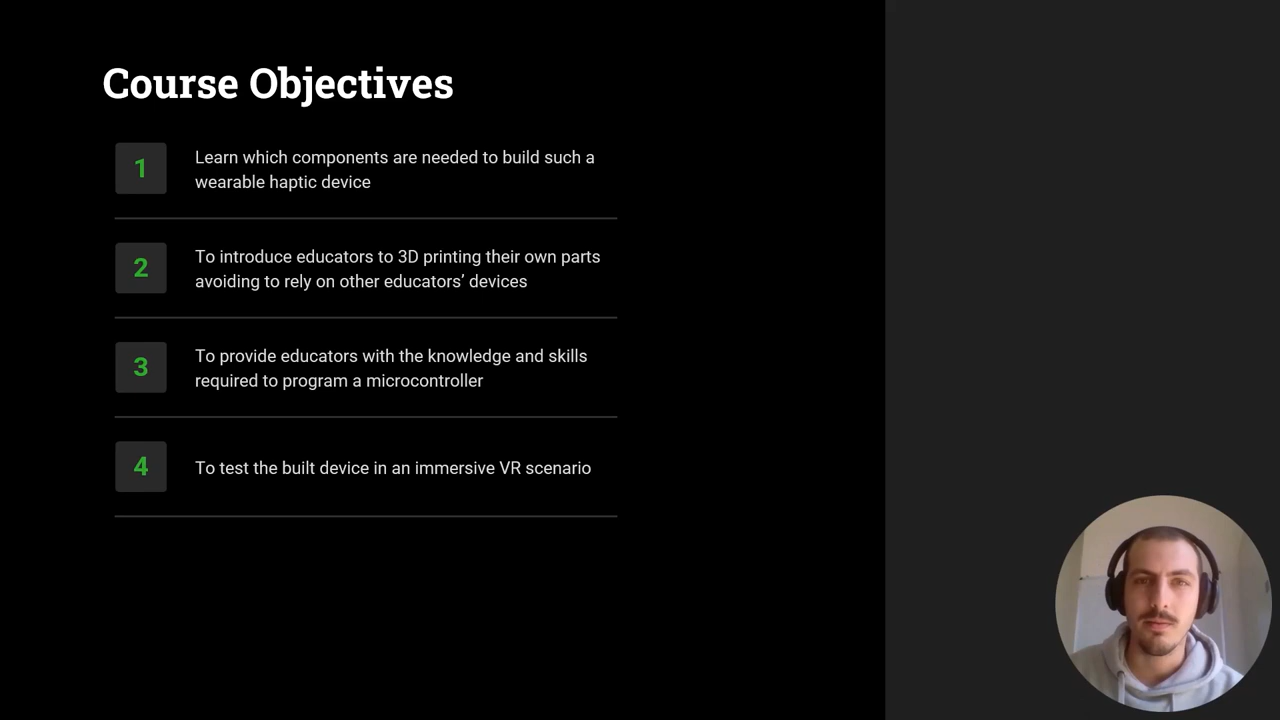 Course Objectives
1
Learn which components are needed to build such a
wearable haptic device
2
To introduce educators to 3D printing their own parts
avoiding to rely on other educators’ devices
3
To provide educators with the knowledge and skills
required to program a microcontroller
4
To test the built device in an immersive VR scenario